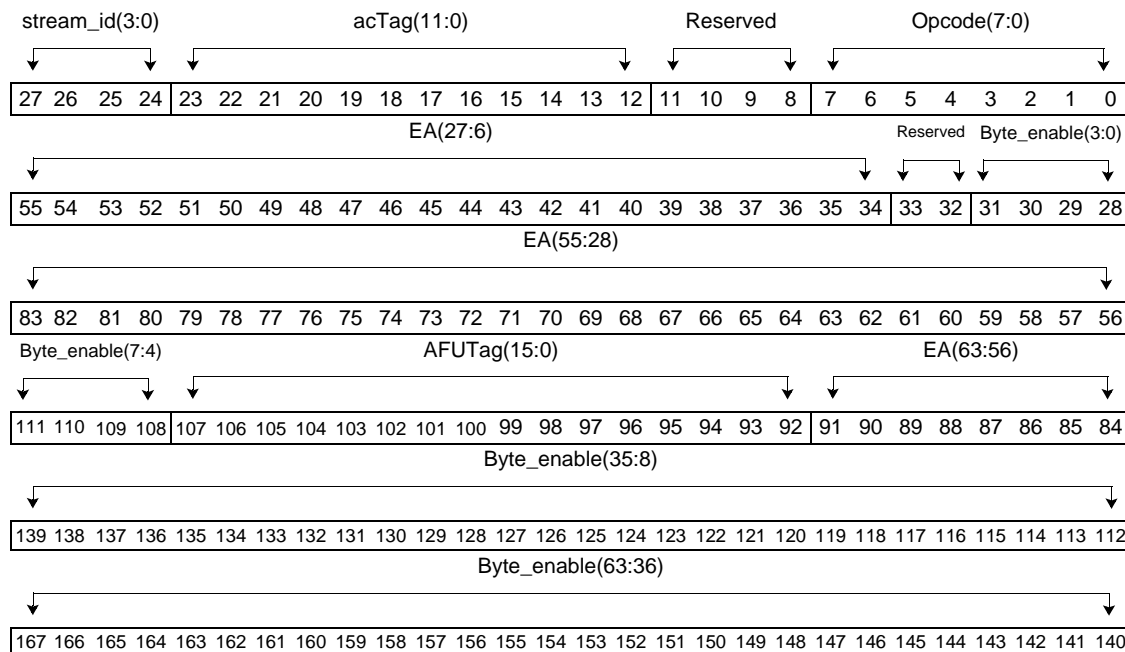 stream_id(3:0) acTag(11:0) Reserved Opcode(7:0)
27 26 25 24 23 22 21 20 19 18 17 16 15 14 13 12 11 10 9 8 7 6 5 4 3 2 1 0
EA(27:6) Reserved Byte_enable(3:0)
55 54 53 52 51 50 49 48 47 46 45 44 43 42 41 40 39 38 37 36 35 34 33 32 31 30 29 28
EA(55:28)
83 82 81 80 79 78 77 76 75 74 73 72 71 70 69 68 67 66 65 64 63 62 61 60 59 58 57 56
Byte_enable(7:4) AFUTag(15:0) EA(63:56)
111 110 109 108 107 106 105 104 103 102 101 100 99 98 97 96 95 94 93 92 91 90 89 88 87 86 85 84
Byte_enable(35:8)
139 138 137 136 135 134 133 132 131 130 129 128 127 126 125 124 123 122 121 120 119 118 117 116 115 114 113 112
Byte_enable(63:36)
167 166 165 164 163 162 161 160 159 158 157 156 155 154 153 152 151 150 149 148 147 146 145 144 143 142 141 140